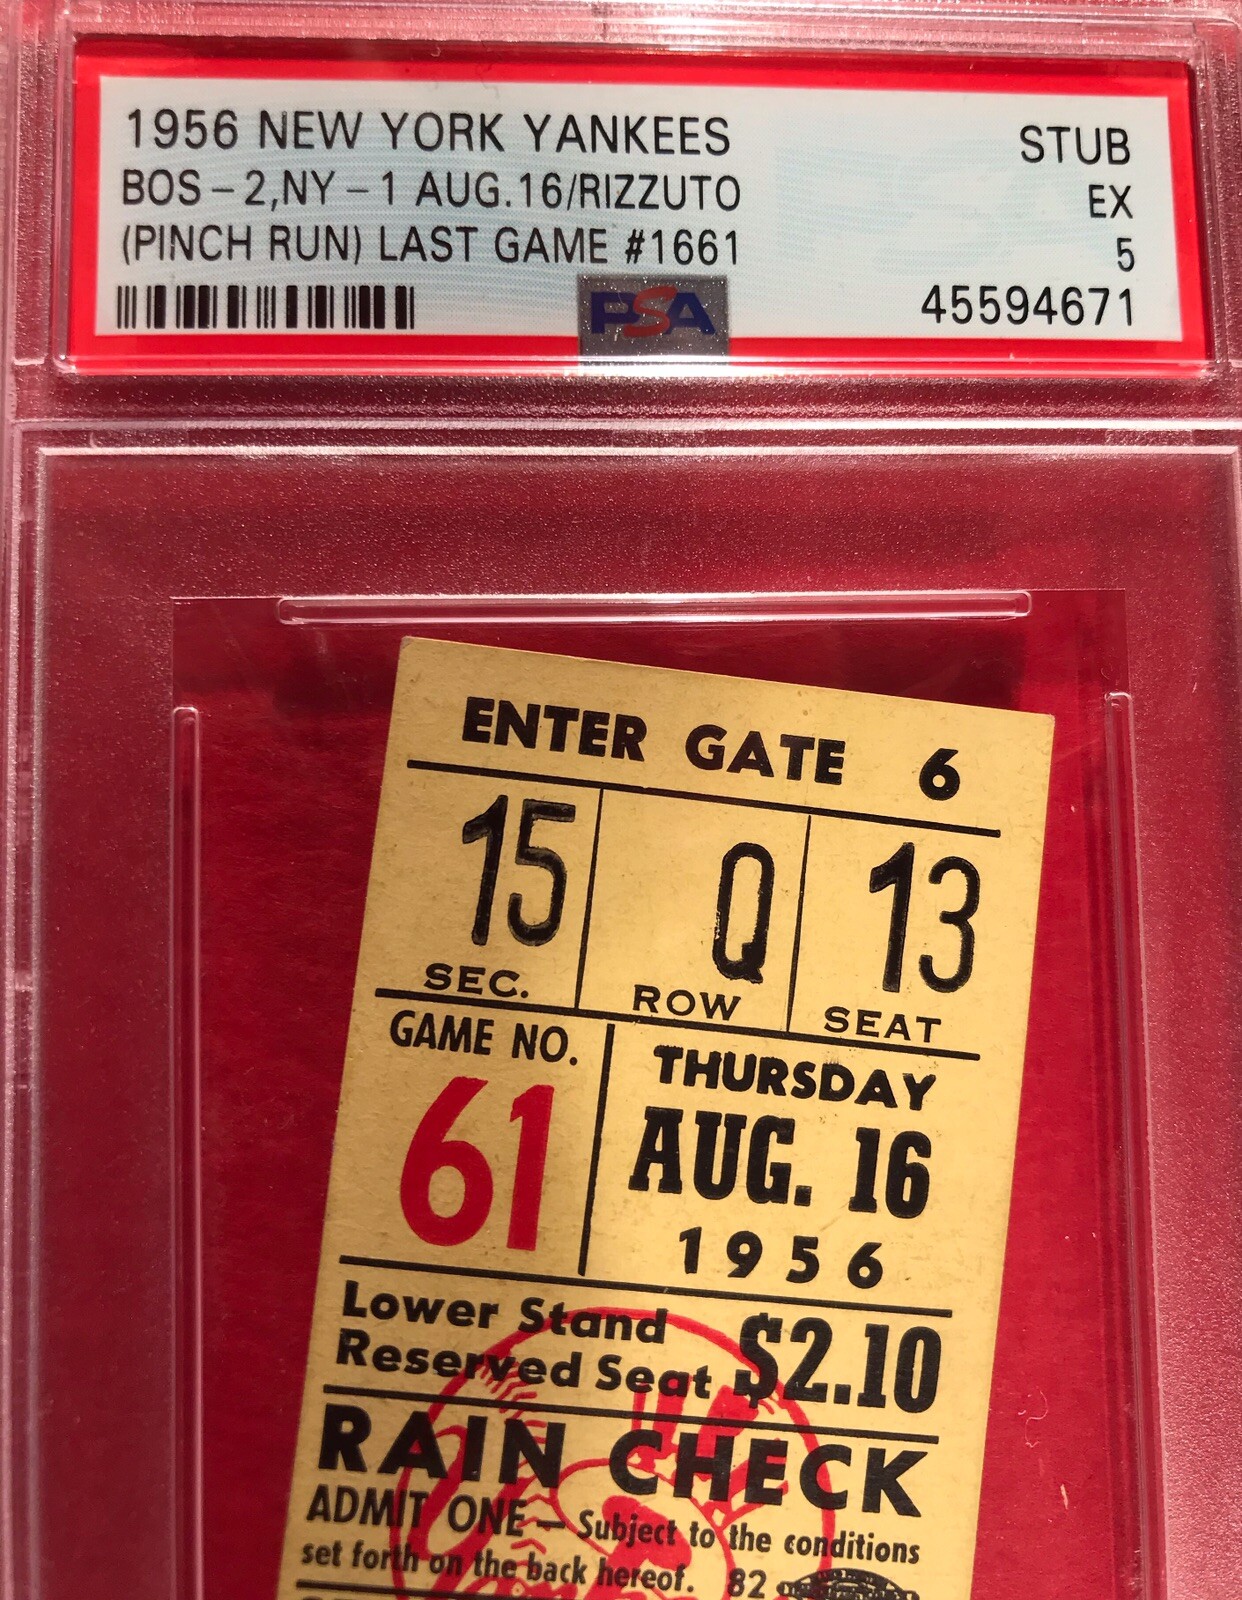 1956 NEW YORK YANKEES STUB
BOS-2,NY-1 AUG.16/RIZZUTO EX
(PINCH RUN) LAST GAME #1661 5
PSA 45594671
ENTER GATE 6
15 Q 13
SEC. ROW SEAT
GAME NO. THURSDAY
61 AUG. 16
1956
Lower Stand
Reserved Seat $2.10
RAIN CHECK
ADMIT ONE — Subject to the conditions
set forth on the back hereof. 82